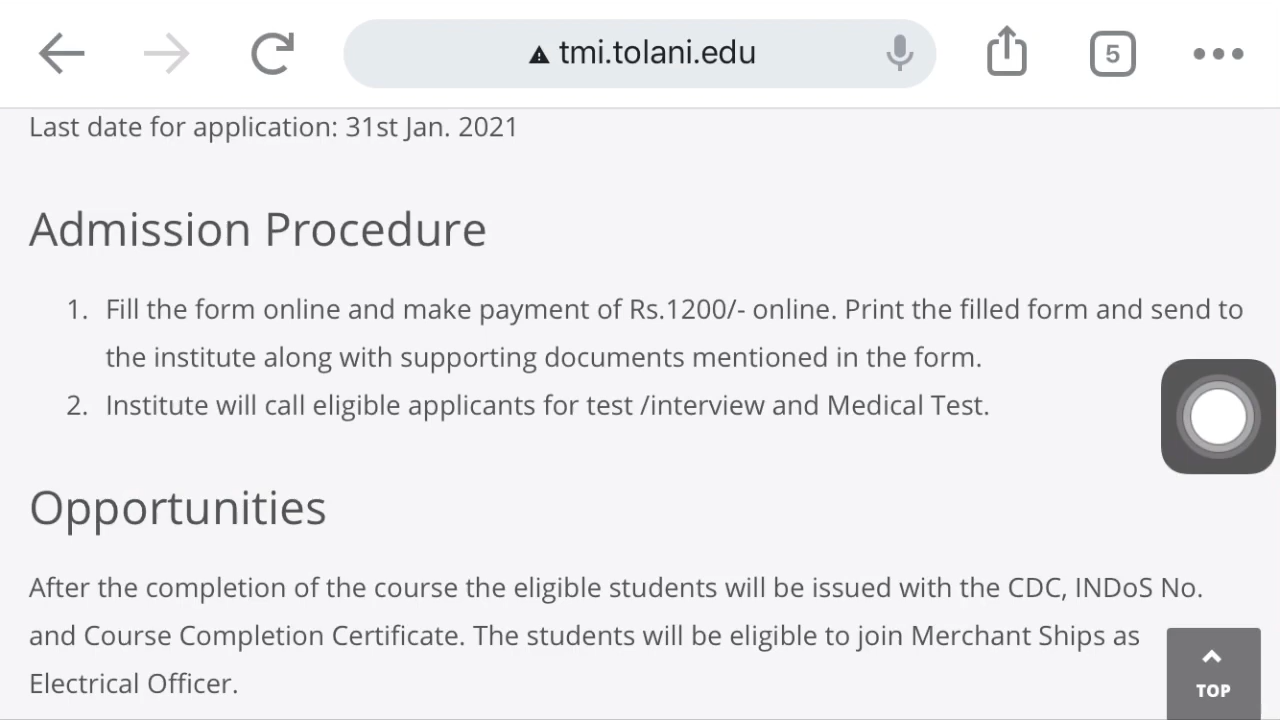 tmi.tolani.edu
5
Last date for application: 31st Jan. 2021
Admission Procedure
1. Fill the form online and make payment of Rs.1200/- online. Print the filled form and send to
the institute along with supporting documents mentioned in the form.
2. Institute will call eligible applicants for test /interview and Medical Test.
Opportunities
After the completion of the course the eligible students will be issued with the CDC, INDoS No.
and Course Completion Certificate. The students will be eligible to join Merchant Ships as
Electrical Officer.
TOP